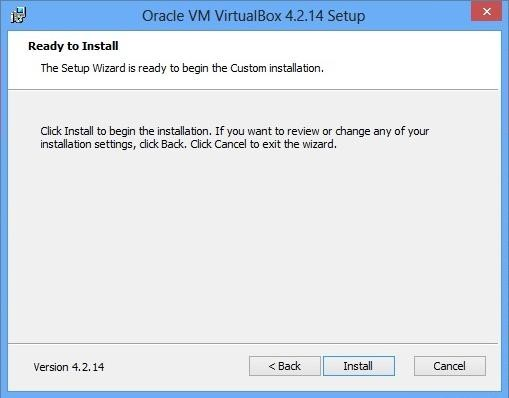 Oracle VM VirtualBox 4.2.14 Setup
Ready to Install
The Setup Wizard is ready to begin the Custom installation.
Click Install to begin the installation. If you want to review or change any of your
installation settings, click Back. Click Cancel to exit the wizard.
Version 4.2.14
< Back
Install
Cancel